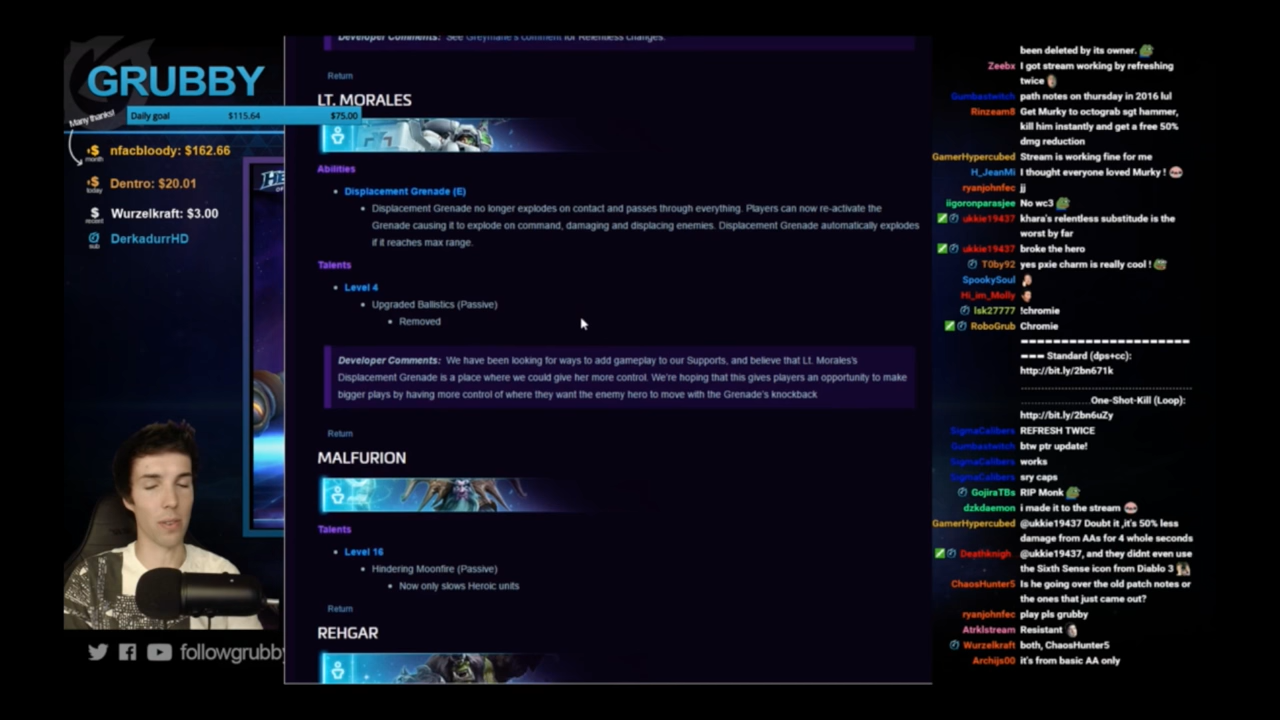 GRUBBY
Many thanks!
Daily goal $115.64 $75.00
$ month nfacbloody: $162.66
$ today Dentro: $20.01
$ recent Wurzelkraft: $3.00
sub DerkadurrHD
HE
OF
followgrubby
Developer Comments: See Greymane's comment for Relentless changes.
Return
LT. MORALES
Abilities
Displacement Grenade (E)
Displacement Grenade no longer explodes on contact and passes through everything. Players can now re-activate the
Grenade causing it to explode on command, damaging and displacing enemies. Displacement Grenade automatically explodes
if it reaches max range.
Talents
Level 4
Upgraded Ballistics (Passive)
Removed
Developer Comments: We have been looking for ways to add gameplay to our Supports, and believe that Lt. Morales's
Displacement Grenade is a place where we could give her more control. We're hoping that this gives players an opportunity to make
bigger plays by having more control of where they want the enemy hero to move with the Grenade's knockback
Return
MALFURION
Talents
Level 16
Hindering Moonfire (Passive)
Now only slows Heroic units
Return
REHGAR
been deleted by its owner.
Zeebx I got stream working by refreshing
twice
Gumbastwitch path notes on thursday in 2016 lul
Rinzeam8 Get Murky to octograb sgt hammer,
kill him instantly and get a free 50%
dmg reduction
GamerHypercubed Stream is working fine for me
H_JeanMi I thought everyone loved Murky !
ryanjohnfec jj
iigoronparasjee No wc3
ukkie19437 khara's relentless substitute is the
worst by far
ukkie19437 broke the hero
T0by92 yes pxie charm is really cool !
SpookySoul
Hi_im_Molly
lsk27777 !chromie
RoboGrub Chromie
━━━━━━━━━━━━━━━━━━━━
━━━ Standard (dps+cc):
http://bit.ly/2bn671k
..........................One-Shot-Kill (Loop):
http://bit.ly/2bn6uZy
SigmaCalibers REFRESH TWICE
Gumbastwitch btw ptr update!
SigmaCalibers works
SigmaCalibers sry caps
GojiraTBs RIP Monk
dzkdaemon i made it to the stream
GamerHypercubed @ukkie19437 Doubt it ,it's 50% less
damage from AAs for 4 whole seconds
Deathknigh @ukkie19437, and they didnt even use
the Sixth Sense icon from Diablo 3
ChaosHunter5 Is he going over the old patch notes or
the ones that just came out?
ryanjohnfec play pls grubby
Atrklstream Resistant
Wurzelkraft both, ChaosHunter5
Archijs00 it's from basic AA only